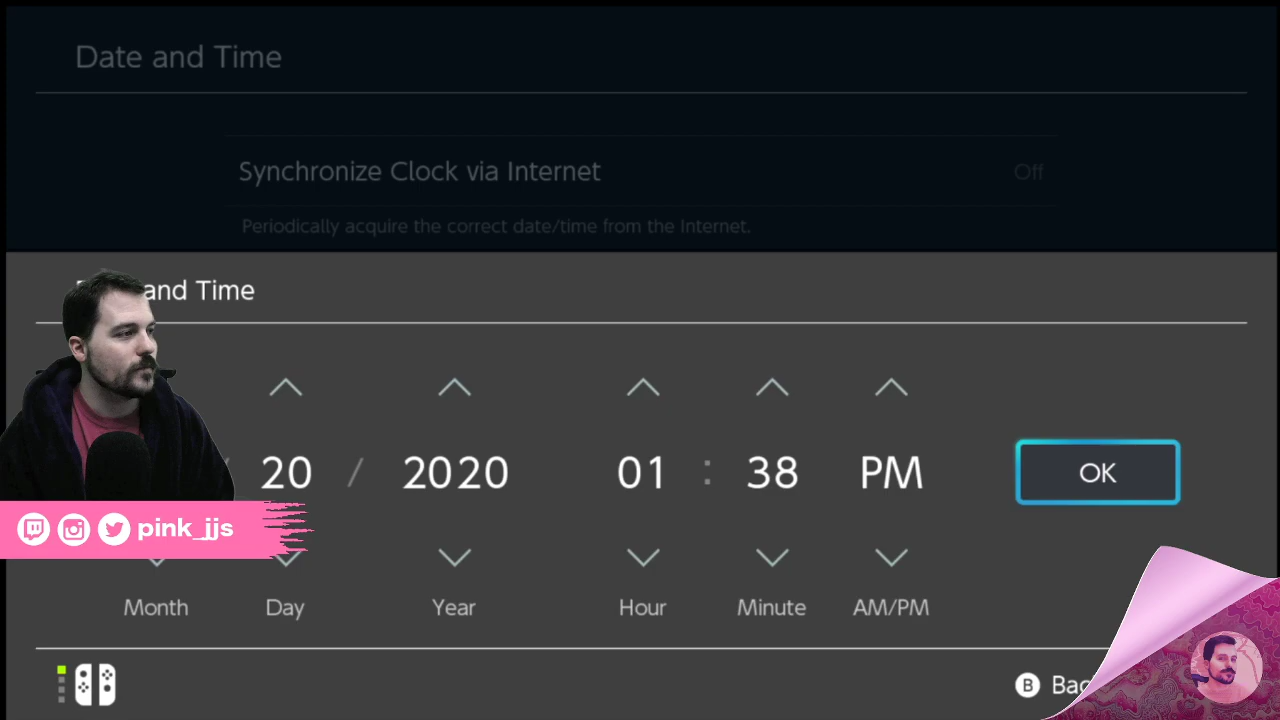 Date and Time
Synchronize Clock via Internet Off
Periodically acquire the correct date/time from the Internet.
and Time
/ 20 / 2020 01 : 38 PM OK
pink_jjs
Month Day Year Hour Minute AM/PM
B Bac